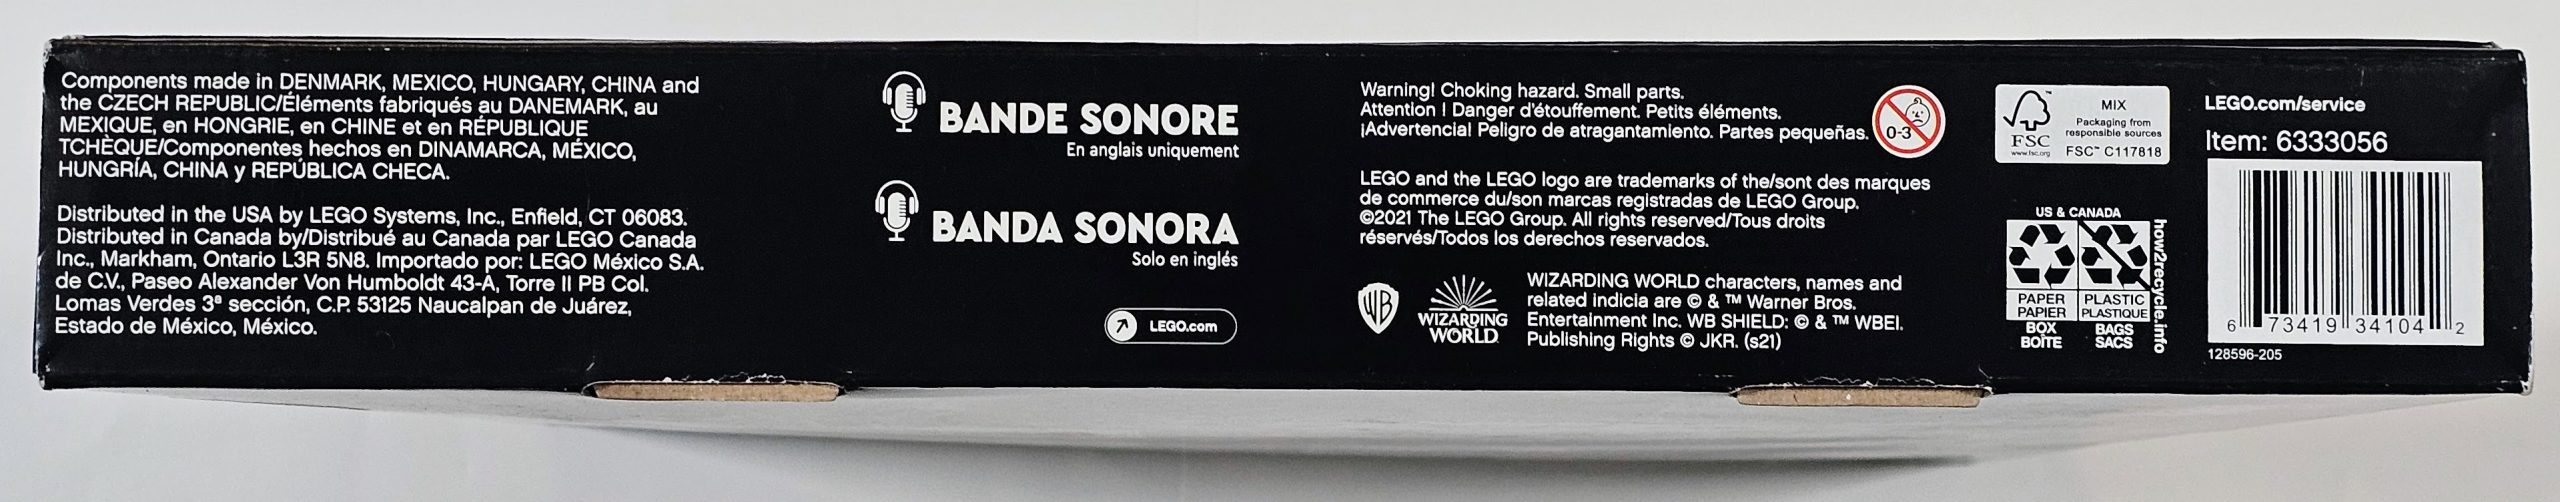 Components made in DENMARK, MEXICO, HUNGARY, CHINA and
the CZECH REPUBLIC/Éléments fabriqués au DANEMARK, au
MEXIQUE, en HONGRIE, en CHINE et en RÉPUBLIQUE
TCHÈQUE/Componentes hechos en DINAMARCA, MÉXICO,
HUNGRÍA, CHINA y REPÚBLICA CHECA.
Distributed in the USA by LEGO Systems, Inc., Enfield, CT 06083.
Distributed in Canada by/Distribué au Canada par LEGO Canada
Inc., Markham, Ontario L3R 5N8. Importado por: LEGO México S.A.
de C.V., Paseo Alexander Von Humboldt 43-A, Torre II PB Col.
Lomas Verdes 3ª sección, C.P. 53125 Naucalpan de Juárez,
Estado de México, México.
BANDE SONORE
En anglais uniquement
BANDA SONORA
Solo en inglés
LEGO.com
Warning! Choking hazard. Small parts.
Attention ! Danger d'étouffement. Petits éléments.
¡Advertencia! Peligro de atragantamiento. Partes pequeñas.
0-3
LEGO and the LEGO logo are trademarks of the/sont des marques
de commerce du/son marcas registradas de LEGO Group.
©2021 The LEGO Group. All rights reserved/Tous droits
réservés/Todos los derechos reservados.
WB
WIZARDING
WORLD
WIZARDING WORLD characters, names and
related indicia are © & ™ Warner Bros.
Entertainment Inc. WB SHIELD: © & ™ WBEI.
Publishing Rights © JKR. (s21)
FSC
www.fsc.org
MIX
Packaging from
responsible sources
FSC™ C117818
US & CANADA
PAPER
PAPIER
BOX
BOÎTE
PLASTIC
PLASTIQUE
BAGS
SACS
how2recycle.info
LEGO.com/service
Item: 6333056
6 73419 34104 2
128596-205